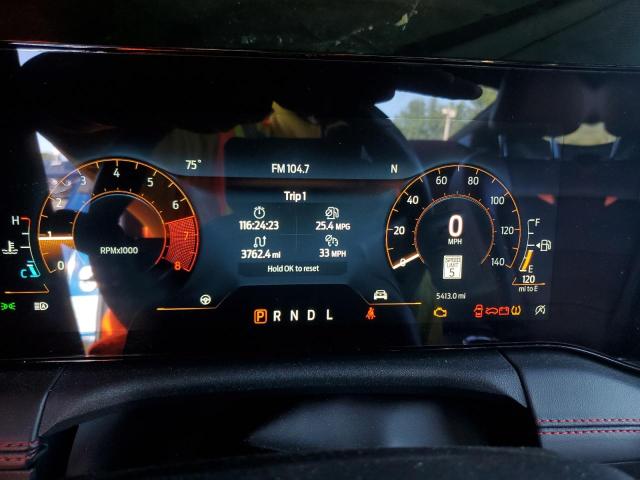 75° FM 104.7 N
Trip 1
116:24:23 25.4 MPG
3762.4 mi 33 MPH
Hold OK to reset
0 1 2 3 4 5 6 7 8
RPMx1000
H
C
0 20 40 60 80 100 120 140
0
MPH
SPEED
LIMIT
5
F
E
120
mi to E
5413.0 mi
P R N D L